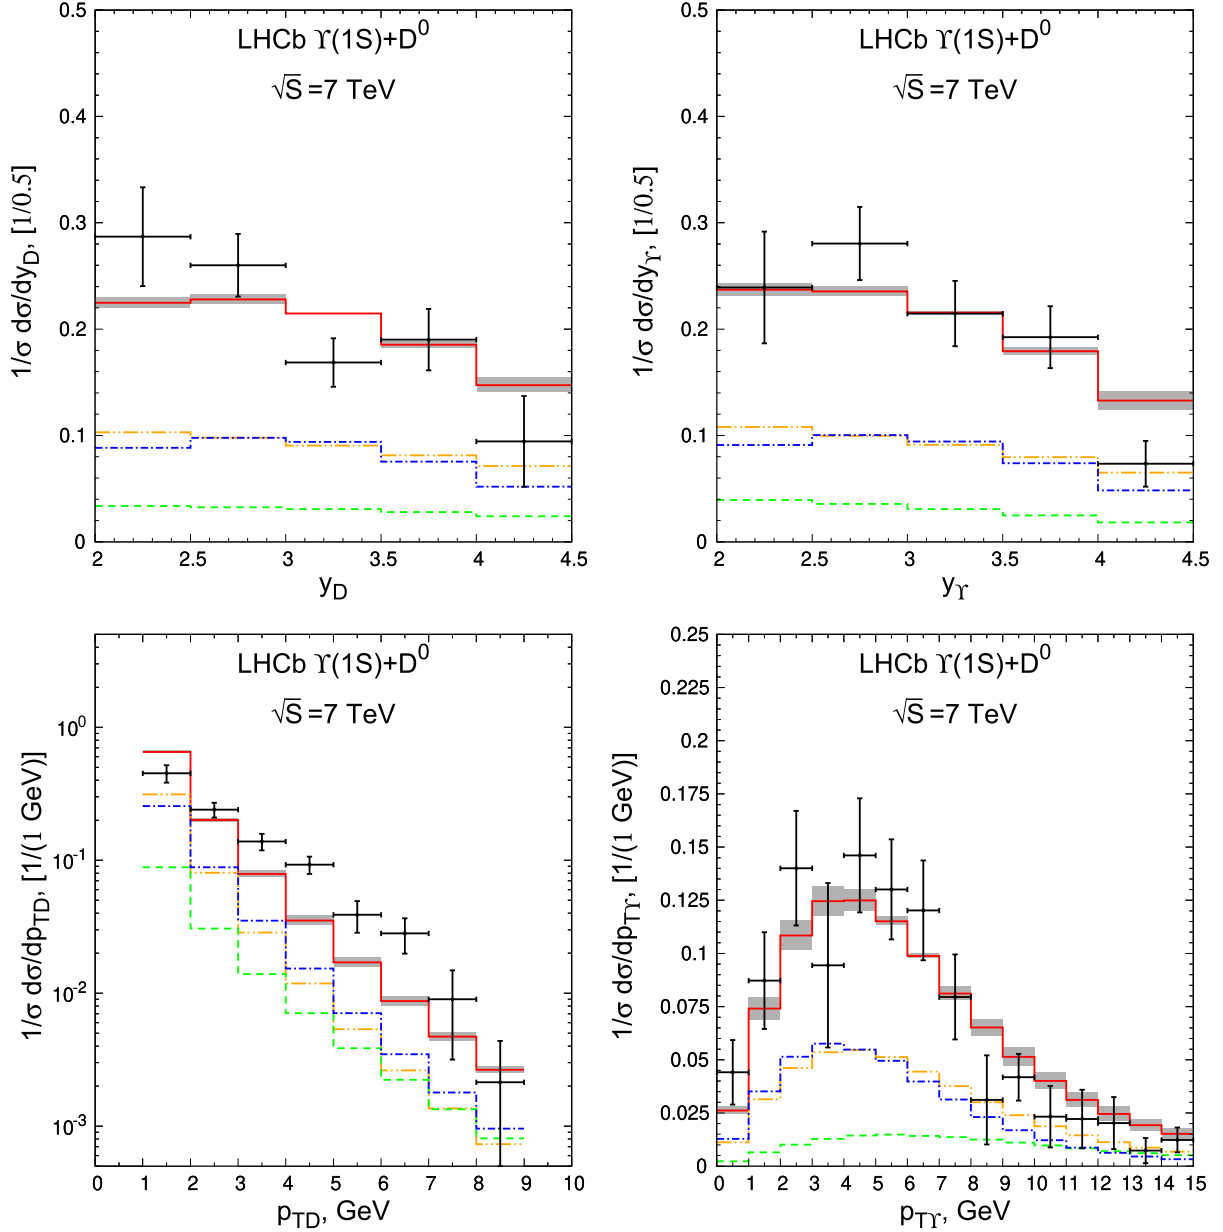 LHCb ϒ(1S)+D⁰
√S =7 TeV
1/σ dσ/dy_D, [1/0.5]
0.5
0.4
0.3
0.2
0.1
0
2 2.5 3 3.5 4 4.5
y_D
LHCb ϒ(1S)+D⁰
√S =7 TeV
1/σ dσ/dy_ϒ, [1/0.5]
0.5
0.4
0.3
0.2
0.1
0
2 2.5 3 3.5 4 4.5
y_ϒ
LHCb ϒ(1S)+D⁰
√S =7 TeV
1/σ dσ/dp_TD, [1/(1 GeV)]
10⁰
10⁻¹
10⁻²
10⁻³
0 1 2 3 4 5 6 7 8 9 10
p_TD, GeV
LHCb ϒ(1S)+D⁰
√S =7 TeV
1/σ dσ/dp_Tϒ, [1/(1 GeV)]
0.25
0.225
0.2
0.175
0.15
0.125
0.1
0.075
0.05
0.025
0
0 1 2 3 4 5 6 7 8 9 10 11 12 13 14 15
p_Tϒ, GeV